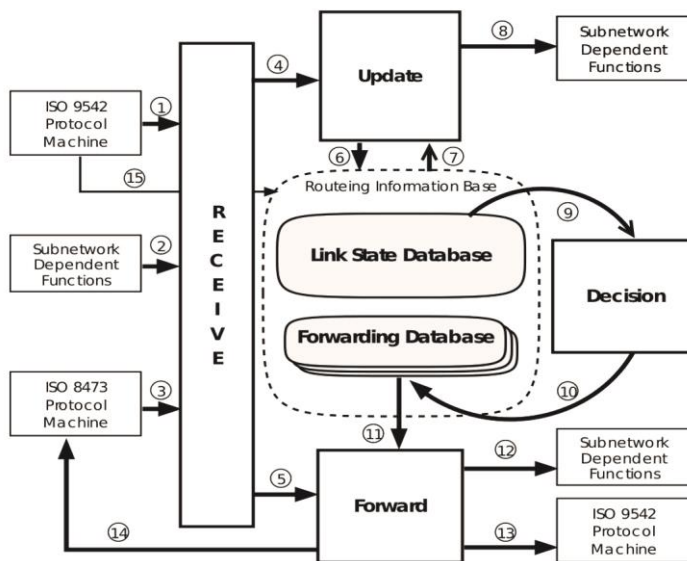 ⑧
Subnetwork
Dependent
Functions
④
Update
ISO 9542
Protocol
Machine
①
⑥
⑦
⑮
Routeing Information Base
⑨
R
E
C
E
I
V
E
Subnetwork
Dependent
Functions
②
Link State Database
Decision
Forwarding Database
ISO 8473
Protocol
Machine
③
⑩
⑪
⑫
Subnetwork
Dependent
Functions
⑤
Forward
⑭
⑬
ISO 9542
Protocol
Machine